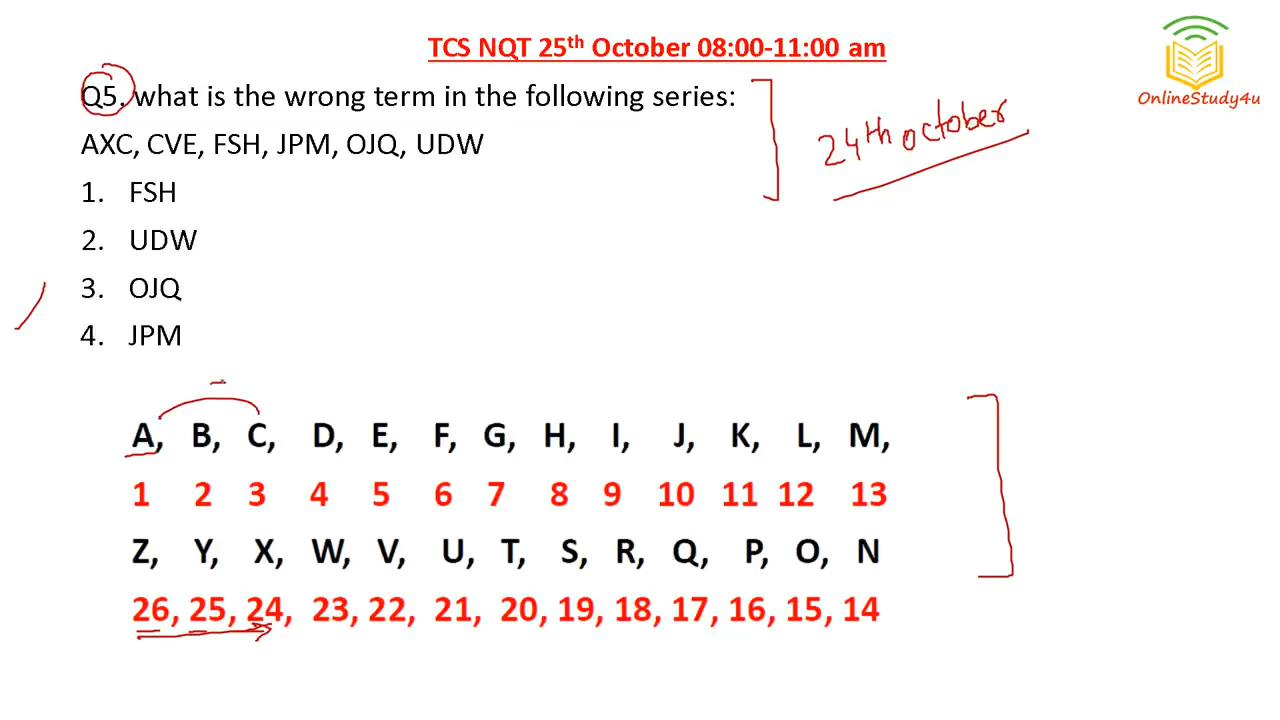 TCS NQT 25th October 08:00-11:00 am
OnlineStudy4u
Q5. what is the wrong term in the following series:
AXC, CVE, FSH, JPM, OJQ, UDW
24th october
1. FSH
2. UDW
3. OJQ
4. JPM
A, B, C, D, E, F, G, H, I, J, K, L, M,
1 2 3 4 5 6 7 8 9 10 11 12 13
Z, Y, X, W, V, U, T, S, R, Q, P, O, N
26, 25, 24, 23, 22, 21, 20, 19, 18, 17, 16, 15, 14